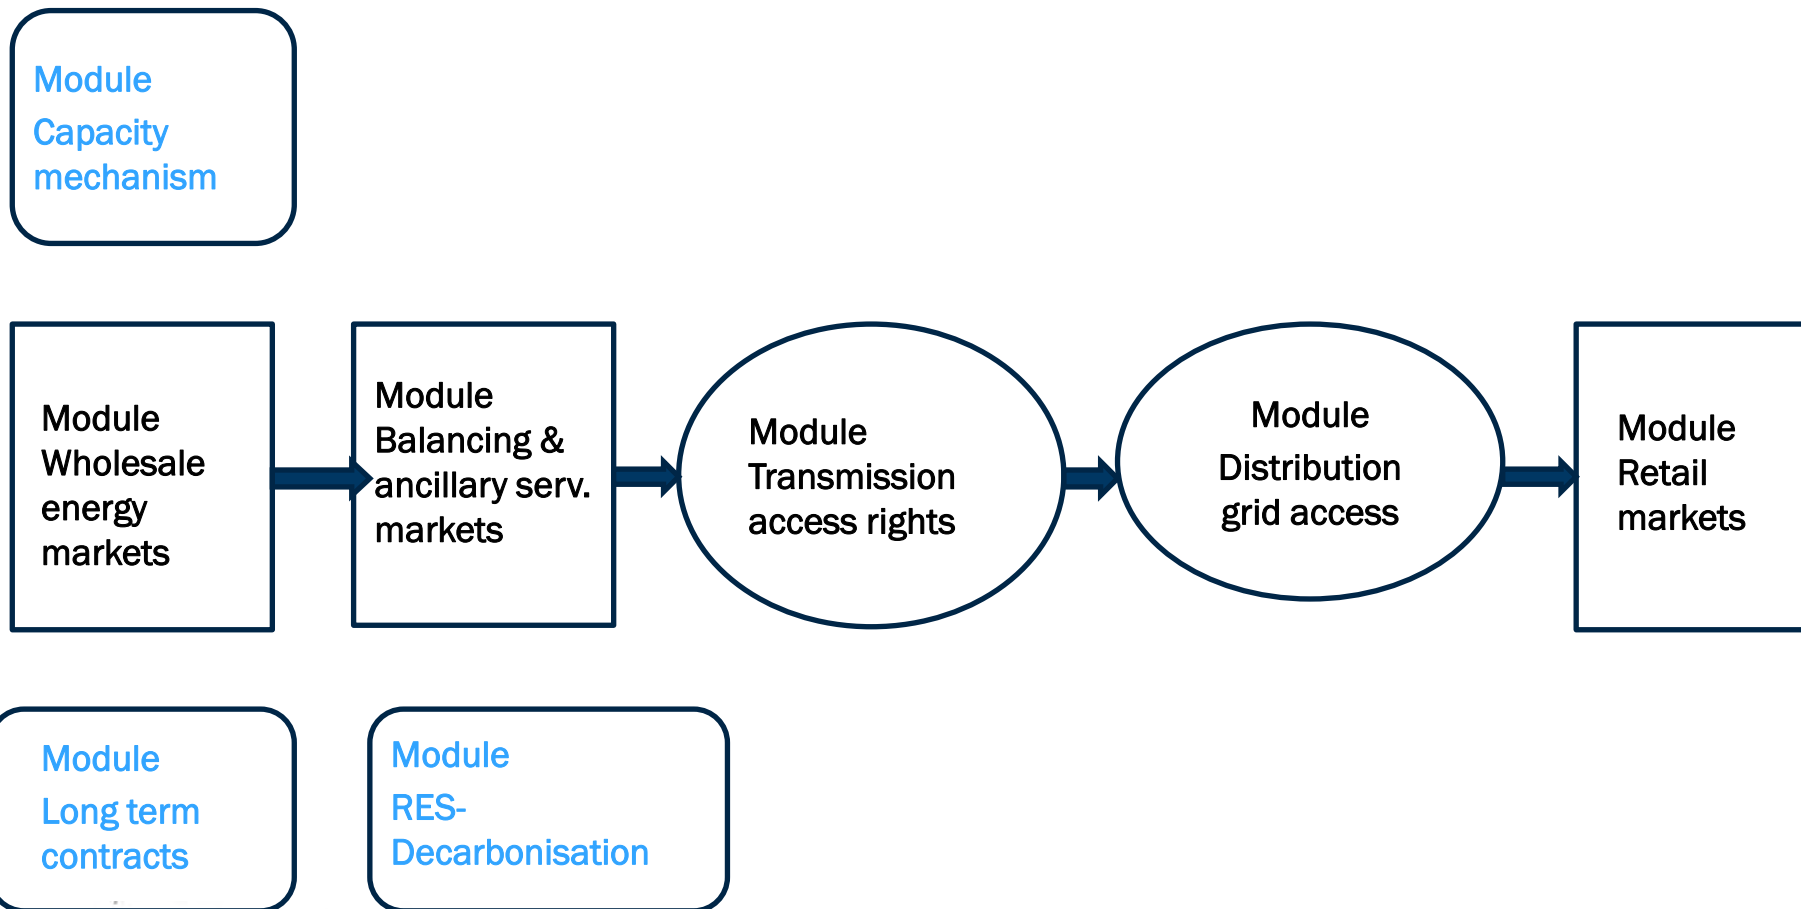 Module
Capacity
mechanism
Module
Wholesale
energy
markets
Module
Balancing &
ancillary serv.
markets
Module
Transmission
access rights
Module
Distribution
grid access
Module
Retail
markets
Module
Long term
contracts
Module
RES-
Decarbonisation